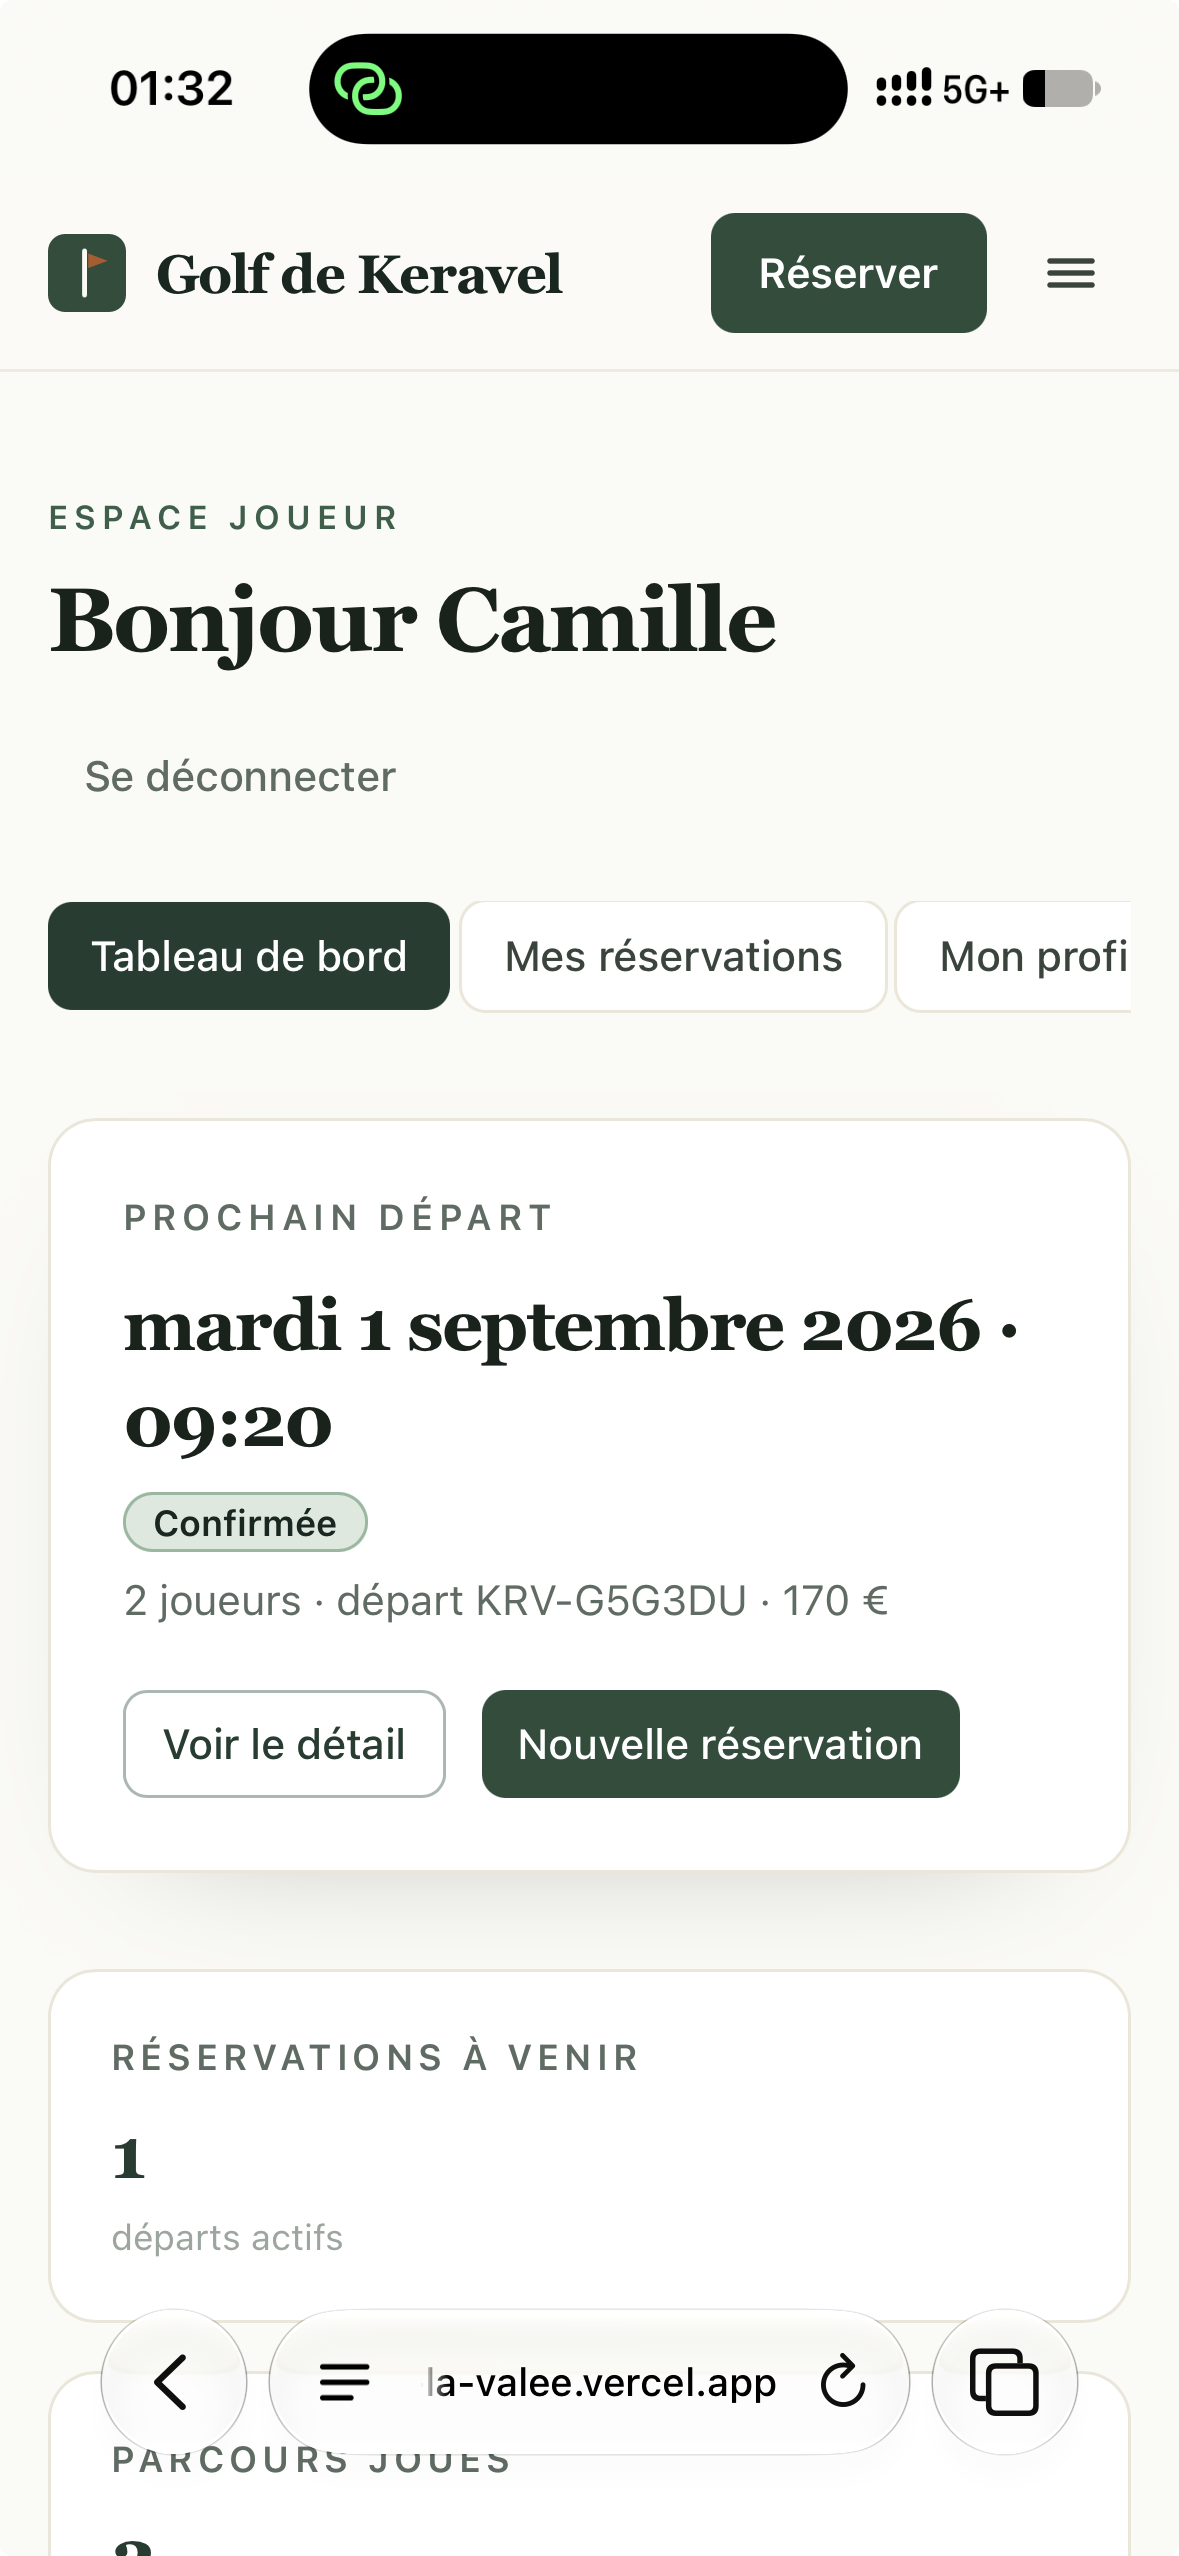 01:32
5G+
Golf de Keravel
Réserver
ESPACE JOUEUR
Bonjour Camille
Se déconnecter
Tableau de bord
Mes réservations
Mon profi
PROCHAIN DÉPART
mardi 1 septembre 2026 ·
09:20
Confirmée
2 joueurs · départ KRV-G5G3DU · 170 €
Voir le détail
Nouvelle réservation
RÉSERVATIONS À VENIR
1
départs actifs
la-valee.vercel.app
PARCOURS JOUÉS